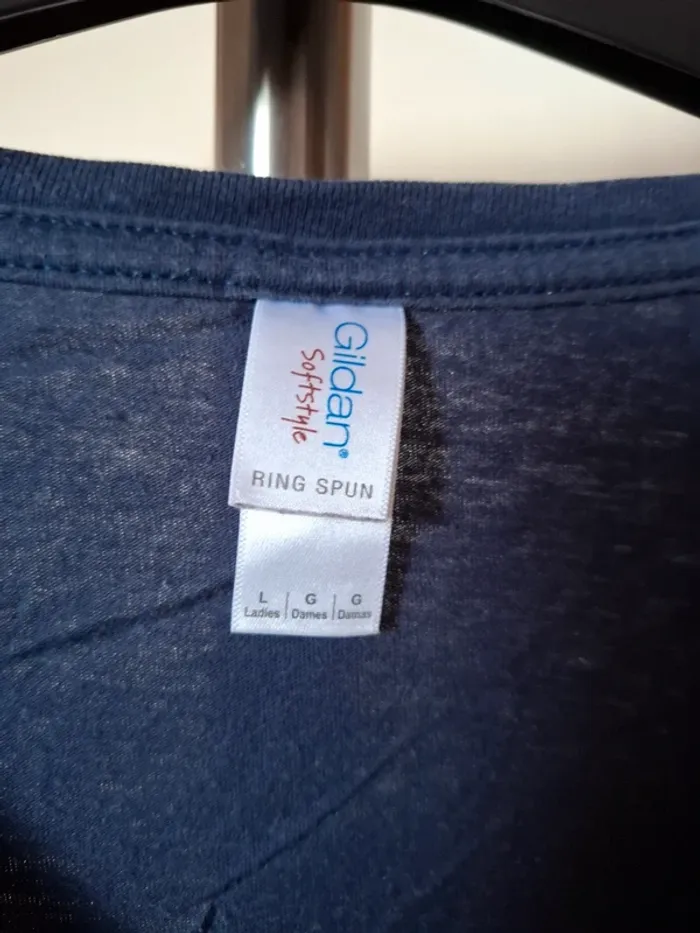 Gildan®
Softstyle
RING SPUN
L | G | G
Ladies | Dames | Damas